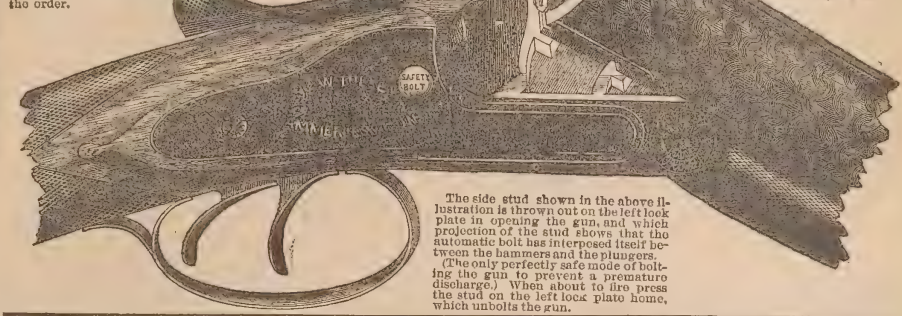 the order.
SAFETY
BOLT
The side stud shown in the above il-
lustration is thrown out on the left lock
plate in opening the gun, and which
projection of the stud shows that the
automatic bolt has interposed itself be-
tween the hammers and the plungers.
(The only perfectly safe mode of bolt-
ing the gun to prevent a premature
discharge.) When about to fire press
the stud on the left lock plate home,
which unbolts the gun.